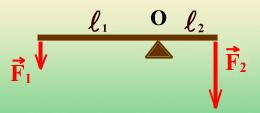 ℓ₁ O ℓ₂
F⃗₁ F⃗₂